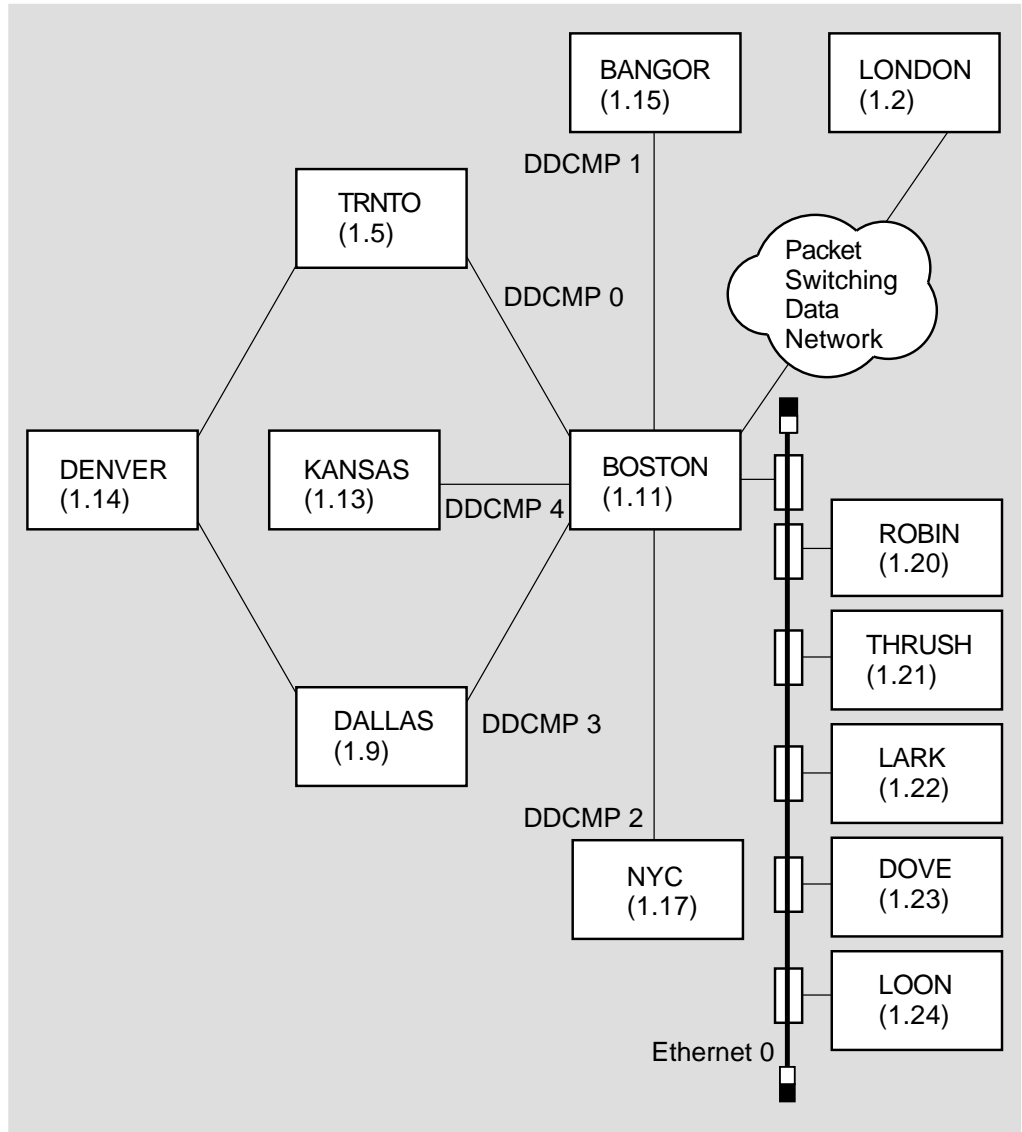 BANGOR
(1.15)
LONDON
(1.2)
DDCMP 1
TRNTO
(1.5)
Packet
Switching
Data
Network
DDCMP 0
DENVER
(1.14)
KANSAS
(1.13)
DDCMP 4
BOSTON
(1.11)
ROBIN
(1.20)
THRUSH
(1.21)
DALLAS
(1.9)
DDCMP 3
LARK
(1.22)
DDCMP 2
NYC
(1.17)
DOVE
(1.23)
LOON
(1.24)
Ethernet 0